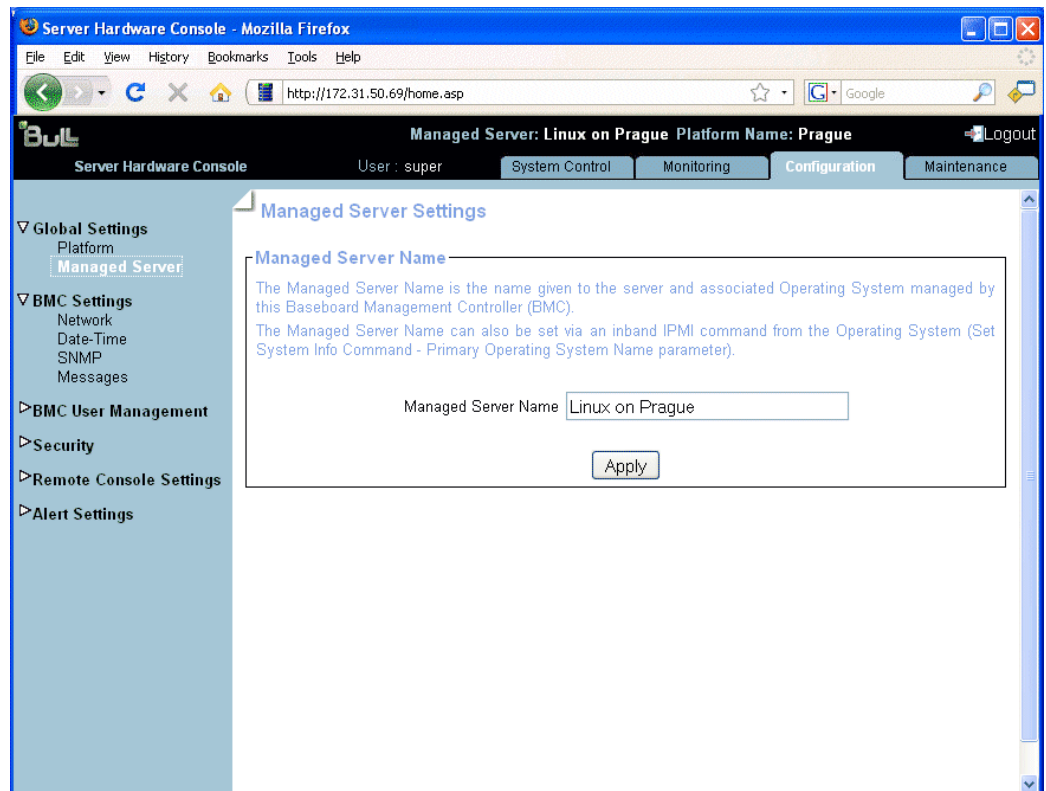 Server Hardware Console - Mozilla Firefox
File Edit View History Bookmarks Tools Help
http://172.31.50.69/home.asp
G Google
Bull
Managed Server: Linux on Prague Platform Name: Prague
Logout
Server Hardware Console
User : super
System Control
Monitoring
Configuration
Maintenance
Global Settings
Platform
Managed Server
BMC Settings
Network
Date-Time
SNMP
Messages
BMC User Management
Security
Remote Console Settings
Alert Settings
Managed Server Settings
Managed Server Name
The Managed Server Name is the name given to the server and associated Operating System managed by
this Baseboard Management Controller (BMC).
The Managed Server Name can also be set via an inband IPMI command from the Operating System (Set
System Info Command - Primary Operating System Name parameter).
Managed Server Name Linux on Prague
Apply